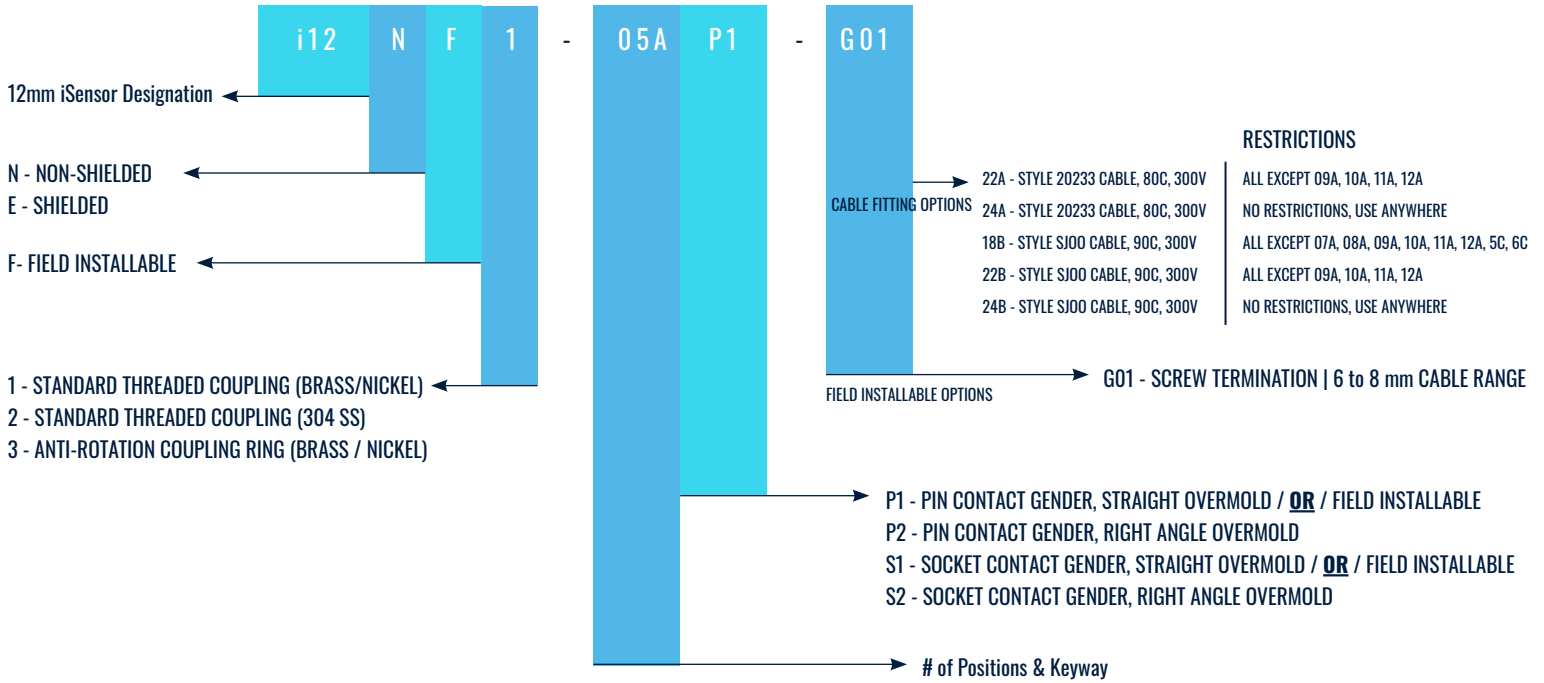 i12 N F 1 - 05A P1 - G01
12mm iSensor Designation
N - NON-SHIELDED
E - SHIELDED
F- FIELD INSTALLABLE
1 - STANDARD THREADED COUPLING (BRASS/NICKEL)
2 - STANDARD THREADED COUPLING (304 SS)
3 - ANTI-ROTATION COUPLING RING (BRASS / NICKEL)
RESTRICTIONS
CABLE FITTING OPTIONS
22A - STYLE 20233 CABLE, 80C, 300V ALL EXCEPT 09A, 10A, 11A, 12A
24A - STYLE 20233 CABLE, 80C, 300V NO RESTRICTIONS, USE ANYWHERE
18B - STYLE SJOO CABLE, 90C, 300V ALL EXCEPT 07A, 08A, 09A, 10A, 11A, 12A, 5C, 6C
22B - STYLE SJOO CABLE, 90C, 300V ALL EXCEPT 09A, 10A, 11A, 12A
24B - STYLE SJOO CABLE, 90C, 300V NO RESTRICTIONS, USE ANYWHERE
G01 - SCREW TERMINATION | 6 to 8 mm CABLE RANGE
FIELD INSTALLABLE OPTIONS
P1 - PIN CONTACT GENDER, STRAIGHT OVERMOLD / OR / FIELD INSTALLABLE
P2 - PIN CONTACT GENDER, RIGHT ANGLE OVERMOLD
S1 - SOCKET CONTACT GENDER, STRAIGHT OVERMOLD / OR / FIELD INSTALLABLE
S2 - SOCKET CONTACT GENDER, RIGHT ANGLE OVERMOLD
# of Positions & Keyway